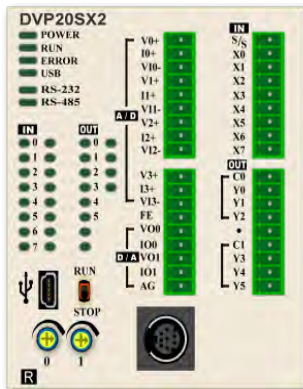 DVP20SX2
POWER
RUN
ERROR
USB
RS-232
RS-485
IN OUT
0 0
1 1
2 2
3 3
4 4
5 5
6
7
RUN
STOP
0 1
R
A / D
V0+
I0+
VI0-
V1+
I1+
VI1-
V2+
I2+
VI2-
V3+
I3+
VI3-
FE
D / A
VO0
IO0
VO1
IO1
AG
IN
S/S
X0
X1
X2
X3
X4
X5
X6
X7
OUT
C0
Y0
Y1
Y2
•
C1
Y3
Y4
Y5